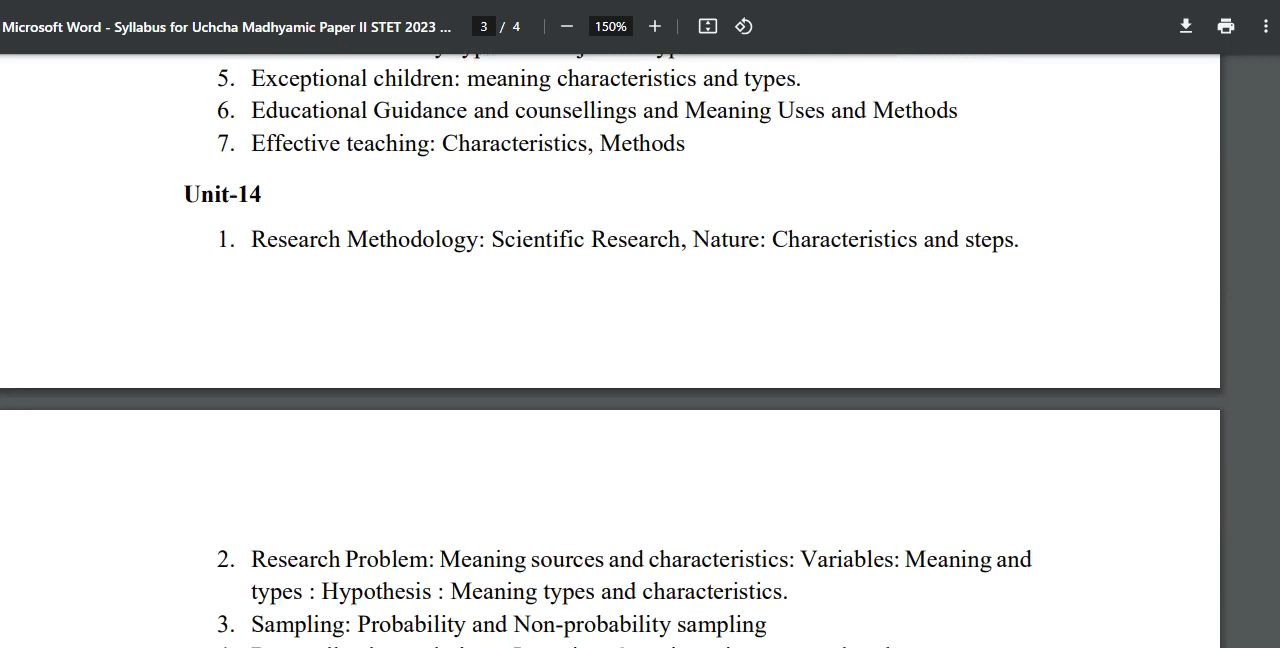 Microsoft Word - Syllabus for Uchcha Madhyamic Paper II STET 2023 ... 3 / 4 150%
5. Exceptional children: meaning characteristics and types.
6. Educational Guidance and counsellings and Meaning Uses and Methods
7. Effective teaching: Characteristics, Methods
Unit-14
1. Research Methodology: Scientific Research, Nature: Characteristics and steps.
2. Research Problem: Meaning sources and characteristics: Variables: Meaning and
types : Hypothesis : Meaning types and characteristics.
3. Sampling: Probability and Non-probability sampling